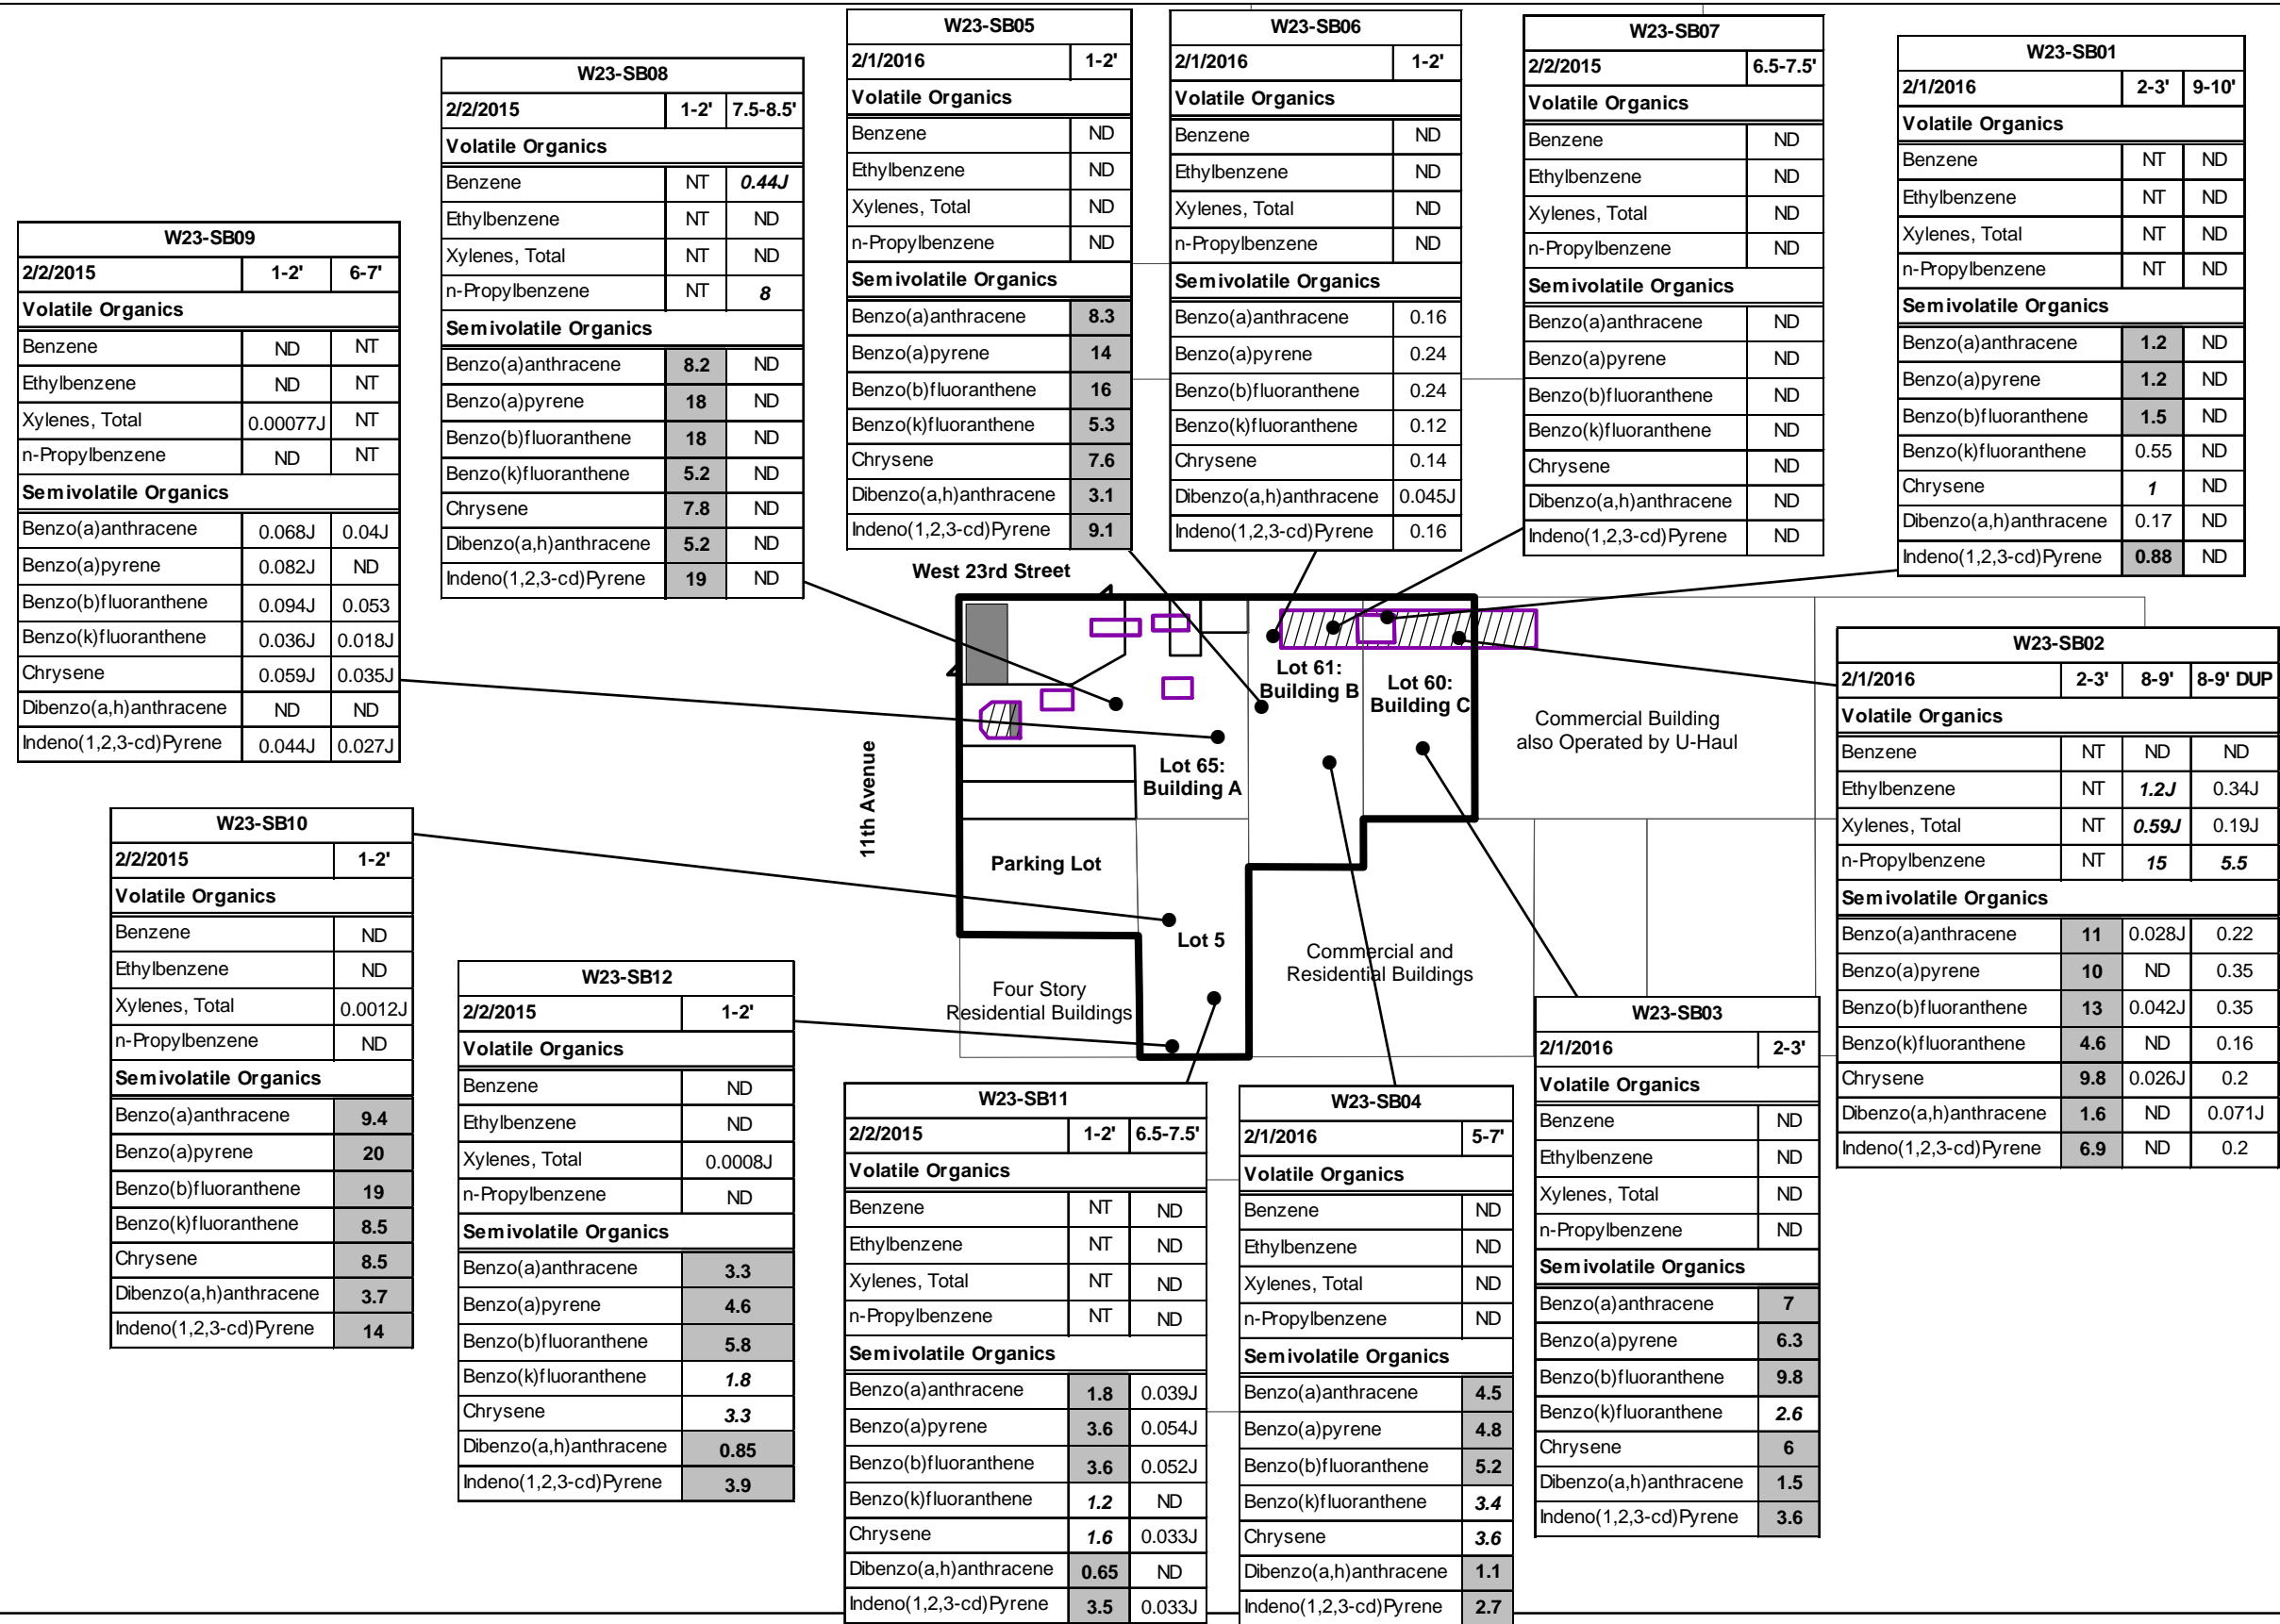 W23-SB05
2/1/2016 1-2'
Volatile Organics
Benzene ND
Ethylbenzene ND
Xylenes, Total ND
n-Propylbenzene ND
Semivolatile Organics
Benzo(a)anthracene 8.3
Benzo(a)pyrene 14
Benzo(b)fluoranthene 16
Benzo(k)fluoranthene 5.3
Chrysene 7.6
Dibenzo(a,h)anthracene 3.1
Indeno(1,2,3-cd)Pyrene 9.1
W23-SB06
2/1/2016 1-2'
Volatile Organics
Benzene ND
Ethylbenzene ND
Xylenes, Total ND
n-Propylbenzene ND
Semivolatile Organics
Benzo(a)anthracene 0.16
Benzo(a)pyrene 0.24
Benzo(b)fluoranthene 0.24
Benzo(k)fluoranthene 0.12
Chrysene 0.14
Dibenzo(a,h)anthracene 0.045J
Indeno(1,2,3-cd)Pyrene 0.16
W23-SB07
2/2/2015 6.5-7.5'
Volatile Organics
Benzene ND
Ethylbenzene ND
Xylenes, Total ND
n-Propylbenzene ND
Semivolatile Organics
Benzo(a)anthracene ND
Benzo(a)pyrene ND
Benzo(b)fluoranthene ND
Benzo(k)fluoranthene ND
Chrysene ND
Dibenzo(a,h)anthracene ND
Indeno(1,2,3-cd)Pyrene ND
W23-SB01
2/1/2016 2-3' 9-10'
Volatile Organics
Benzene NT ND
Ethylbenzene NT ND
Xylenes, Total NT ND
n-Propylbenzene NT ND
Semivolatile Organics
Benzo(a)anthracene 1.2 ND
Benzo(a)pyrene 1.2 ND
Benzo(b)fluoranthene 1.5 ND
Benzo(k)fluoranthene 0.55 ND
Chrysene 1 ND
Dibenzo(a,h)anthracene 0.17 ND
Indeno(1,2,3-cd)Pyrene 0.88 ND
W23-SB08
2/2/2015 1-2' 7.5-8.5'
Volatile Organics
Benzene NT 0.44J
Ethylbenzene NT ND
Xylenes, Total NT ND
n-Propylbenzene NT 8
Semivolatile Organics
Benzo(a)anthracene 8.2 ND
Benzo(a)pyrene 18 ND
Benzo(b)fluoranthene 18 ND
Benzo(k)fluoranthene 5.2 ND
Chrysene 7.8 ND
Dibenzo(a,h)anthracene 5.2 ND
Indeno(1,2,3-cd)Pyrene 19 ND
W23-SB09
2/2/2015 1-2' 6-7'
Volatile Organics
Benzene ND NT
Ethylbenzene ND NT
Xylenes, Total 0.00077J NT
n-Propylbenzene ND NT
Semivolatile Organics
Benzo(a)anthracene 0.068J 0.04J
Benzo(a)pyrene 0.082J ND
Benzo(b)fluoranthene 0.094J 0.053
Benzo(k)fluoranthene 0.036J 0.018J
Chrysene 0.059J 0.035J
Dibenzo(a,h)anthracene ND ND
Indeno(1,2,3-cd)Pyrene 0.044J 0.027J
West 23rd Street
11th Avenue
Lot 61:
Building B
Lot 60:
Building C
Lot 65:
Building A
Commercial Building
also Operated by U-Haul
Parking Lot
Lot 5
Commercial and
Residential Buildings
Four Story
Residential Buildings
W23-SB02
2/1/2016 2-3' 8-9' 8-9' DUP
Volatile Organics
Benzene NT ND ND
Ethylbenzene NT 1.2J 0.34J
Xylenes, Total NT 0.59J 0.19J
n-Propylbenzene NT 15 5.5
Semivolatile Organics
Benzo(a)anthracene 11 0.028J 0.22
Benzo(a)pyrene 10 ND 0.35
Benzo(b)fluoranthene 13 0.042J 0.35
Benzo(k)fluoranthene 4.6 ND 0.16
Chrysene 9.8 0.026J 0.2
Dibenzo(a,h)anthracene 1.6 ND 0.071J
Indeno(1,2,3-cd)Pyrene 6.9 ND 0.2
W23-SB10
2/2/2015 1-2'
Volatile Organics
Benzene ND
Ethylbenzene ND
Xylenes, Total 0.0012J
n-Propylbenzene ND
Semivolatile Organics
Benzo(a)anthracene 9.4
Benzo(a)pyrene 20
Benzo(b)fluoranthene 19
Benzo(k)fluoranthene 8.5
Chrysene 8.5
Dibenzo(a,h)anthracene 3.7
Indeno(1,2,3-cd)Pyrene 14
W23-SB12
2/2/2015 1-2'
Volatile Organics
Benzene ND
Ethylbenzene ND
Xylenes, Total 0.0008J
n-Propylbenzene ND
Semivolatile Organics
Benzo(a)anthracene 3.3
Benzo(a)pyrene 4.6
Benzo(b)fluoranthene 5.8
Benzo(k)fluoranthene 1.8
Chrysene 3.3
Dibenzo(a,h)anthracene 0.85
Indeno(1,2,3-cd)Pyrene 3.9
W23-SB11
2/2/2015 1-2' 6.5-7.5'
Volatile Organics
Benzene NT ND
Ethylbenzene NT ND
Xylenes, Total NT ND
n-Propylbenzene NT ND
Semivolatile Organics
Benzo(a)anthracene 1.8 0.039J
Benzo(a)pyrene 3.6 0.054J
Benzo(b)fluoranthene 3.6 0.052J
Benzo(k)fluoranthene 1.2 ND
Chrysene 1.6 0.033J
Dibenzo(a,h)anthracene 0.65 ND
Indeno(1,2,3-cd)Pyrene 3.5 0.033J
W23-SB04
2/1/2016 5-7'
Volatile Organics
Benzene ND
Ethylbenzene ND
Xylenes, Total ND
n-Propylbenzene ND
Semivolatile Organics
Benzo(a)anthracene 4.5
Benzo(a)pyrene 4.8
Benzo(b)fluoranthene 5.2
Benzo(k)fluoranthene 3.4
Chrysene 3.6
Dibenzo(a,h)anthracene 1.1
Indeno(1,2,3-cd)Pyrene 2.7
W23-SB03
2/1/2016 2-3'
Volatile Organics
Benzene ND
Ethylbenzene ND
Xylenes, Total ND
n-Propylbenzene ND
Semivolatile Organics
Benzo(a)anthracene 7
Benzo(a)pyrene 6.3
Benzo(b)fluoranthene 9.8
Benzo(k)fluoranthene 2.6
Chrysene 6
Dibenzo(a,h)anthracene 1.5
Indeno(1,2,3-cd)Pyrene 3.6